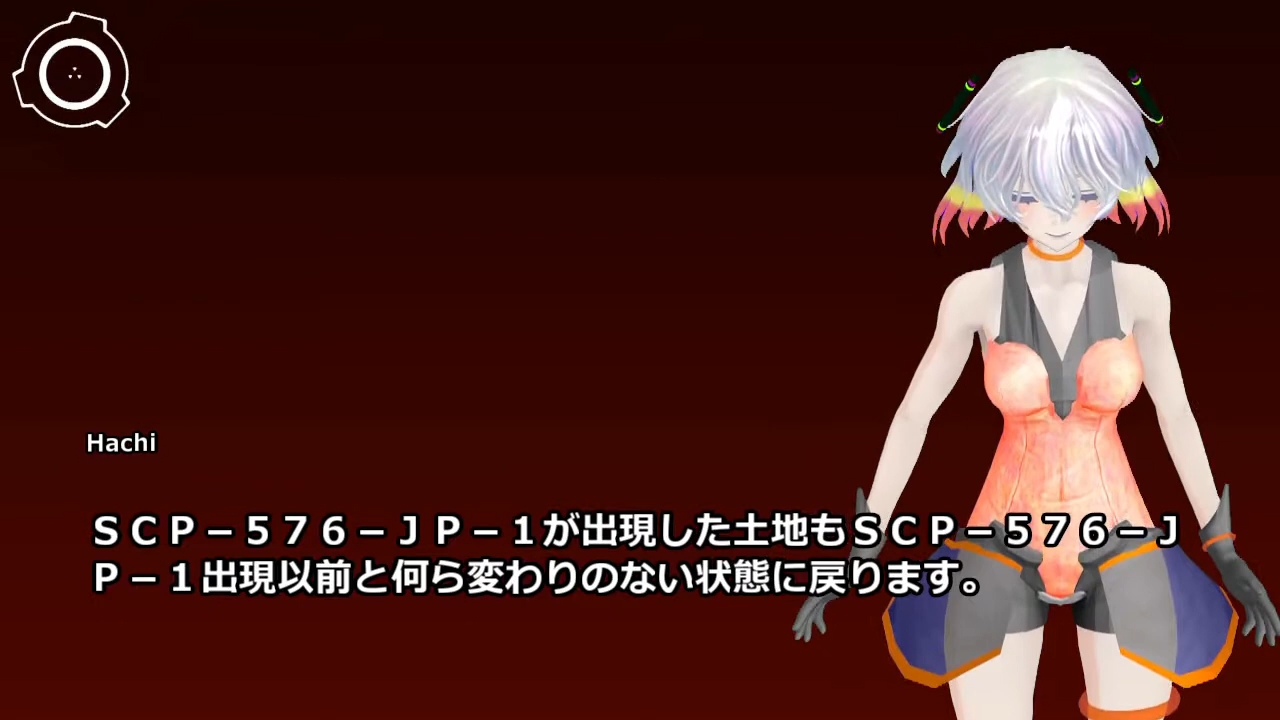 Hachi
ＳＣＰ－５７６－ＪＰ－１が出現した土地もＳＣＰ－５７６－Ｊ
Ｐ－１出現以前と何ら変わりのない状態に戻ります。